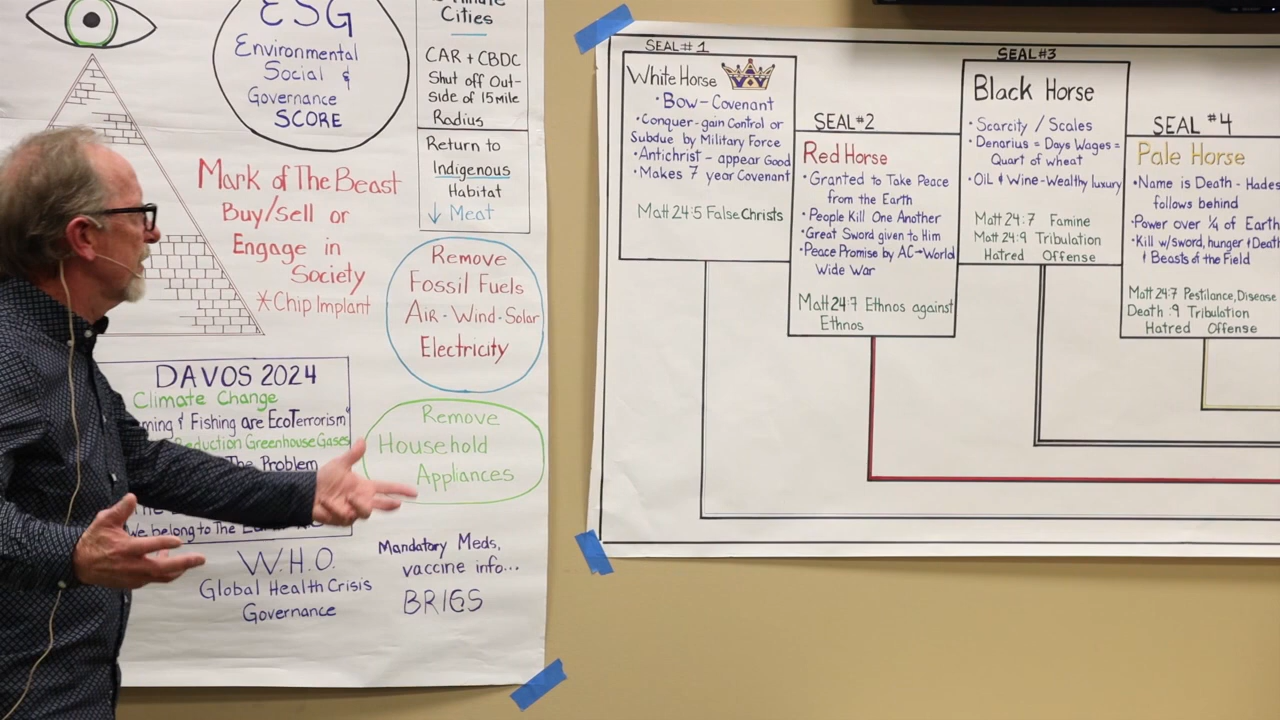 ESG
Environmental
Social &
Governance
SCORE
Cities
CAR + CBDC
Shut off Out-
Side of 15 Mile
Radius
Return to
Indigenous
Habitat
↓ Meat
Mark of The Beast
Buy/sell or
Engage in
Society
*Chip Implant
Remove
Fossil Fuels
Air · Wind · Solar
Electricity
DAVOS 2024
Climate Change
& Fishing are EcoTerrorism"
Reduction Greenhouse Gases
The Problem
We belong to The
Remove
Household
Appliances
W.H.O.
Global Health Crisis
Governance
Mandatory Meds,
vaccine info...
BRIGS
SEAL# 1
White Horse
• Bow - Covenant
• Conquer - gain Control or
Subdue by Military Force
• Antichrist - appear Good
• Makes 7 year Covenant
Matt 24:5 False Christs
SEAL#2
Red Horse
• Granted to Take Peace
from the Earth
• People Kill One Another
• Great Sword given to Him
• Peace Promise by AC→World
Wide War
Matt 24:7 Ethnos against
Ethnos
SEAL#3
Black Horse
• Scarcity / Scales
• Denarius = Days Wages =
Quart of wheat
• Oil & Wine - Wealthy luxury
Matt 24:7 Famine
Matt 24:9 Tribulation
Hatred Offense
SEAL #4
Pale Horse
• Name is Death - Hades
follows behind
• Power over ¼ of Earth
• Kill w/sword, hunger & Death
& Beasts of the Field
Matt 24:7 Pestilance, Disease
Death :9 Tribulation
Hatred Offense